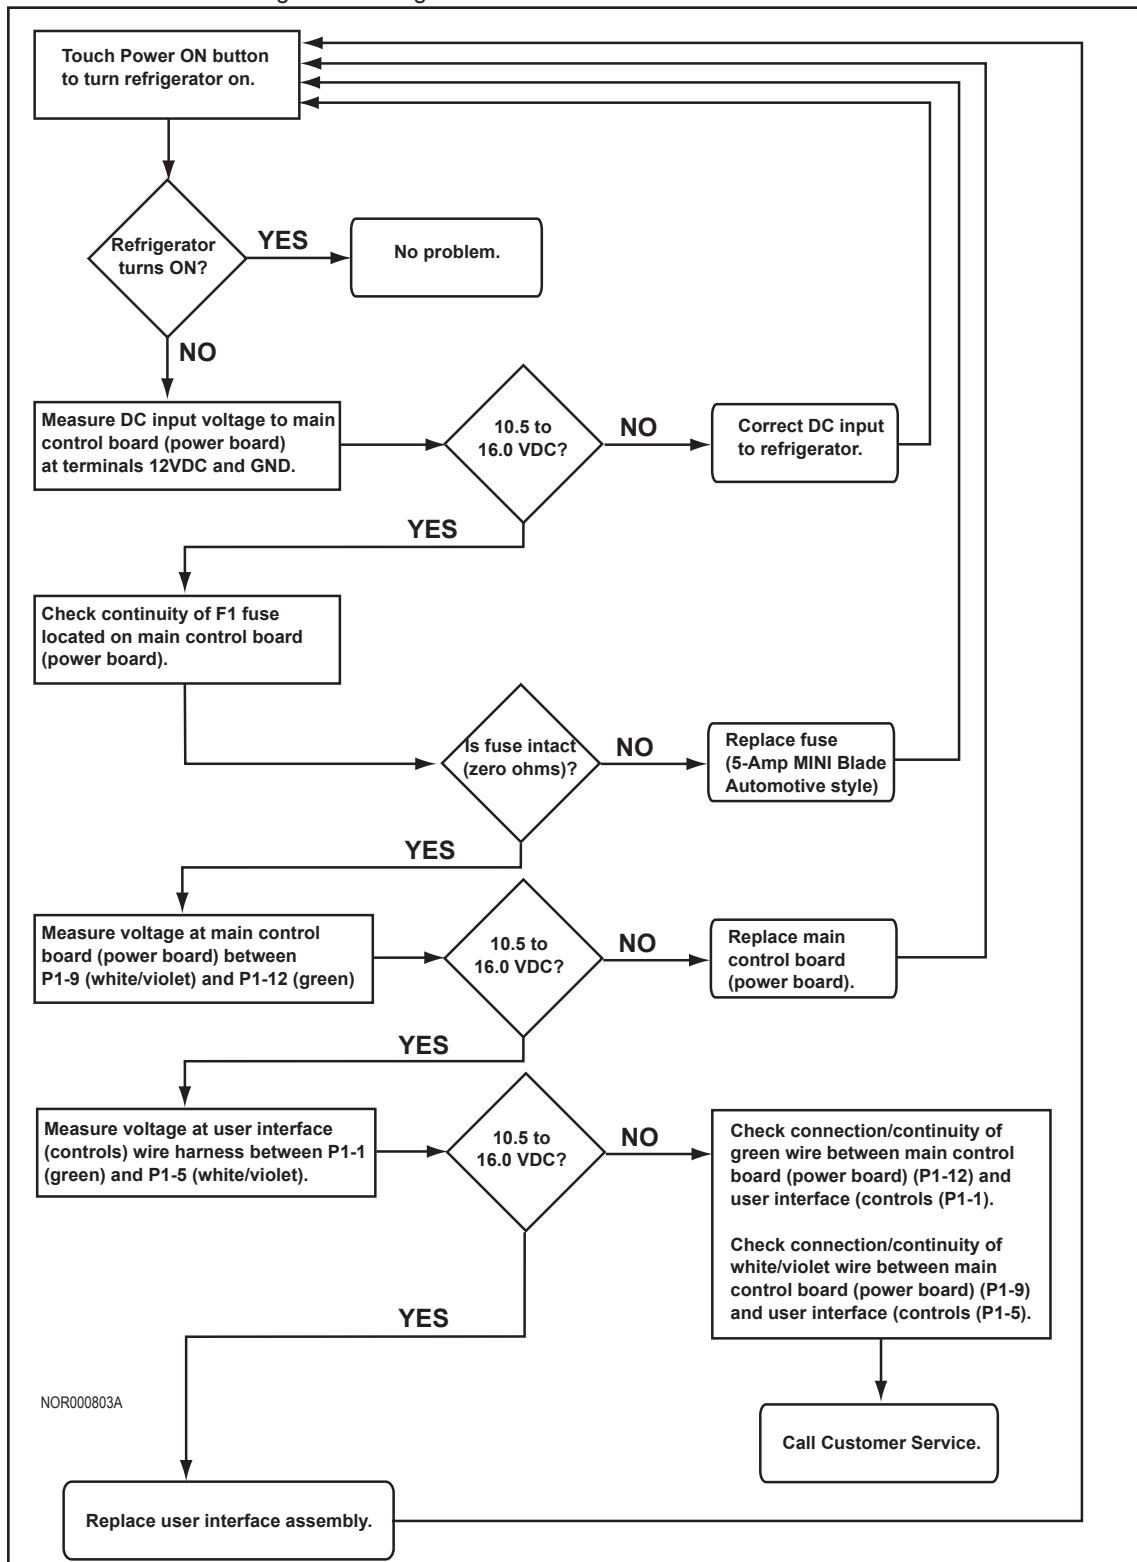 Touch Power ON button
to turn refrigerator on.
Refrigerator
turns ON?
YES
No problem.
NO
Measure DC input voltage to main
control board (power board)
at terminals 12VDC and GND.
10.5 to
16.0 VDC?
NO
Correct DC input
to refrigerator.
YES
Check continuity of F1 fuse
located on main control board
(power board).
Is fuse intact
(zero ohms)?
NO
Replace fuse
(5-Amp MINI Blade
Automotive style)
YES
Measure voltage at main control
board (power board) between
P1-9 (white/violet) and P1-12 (green)
10.5 to
16.0 VDC?
NO
Replace main
control board
(power board).
YES
Measure voltage at user interface
(controls) wire harness between P1-1
(green) and P1-5 (white/violet).
10.5 to
16.0 VDC?
NO
Check connection/continuity of
green wire between main control
board (power board) (P1-12) and
user interface (controls (P1-1).
Check connection/continuity of
white/violet wire between main
control board (power board) (P1-9)
and user interface (controls (P1-5).
YES
NOR000803A
Call Customer Service.
Replace user interface assembly.